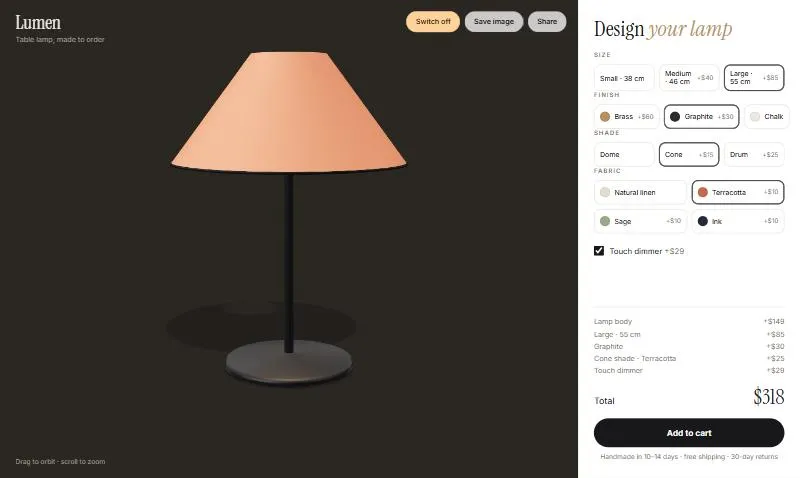 Lumen
Table lamp, made to order
Switch off
Save image
Share
Drag to orbit · scroll to zoom
Design your lamp
SIZE
Small · 38 cm
Medium · 46 cm +$40
Large · 55 cm +$85
FINISH
Brass +$60
Graphite +$30
Chalk
SHADE
Dome
Cone +$15
Drum +$25
FABRIC
Natural linen
Terracotta +$10
Sage +$10
Ink +$10
Touch dimmer +$29
Lamp body +$149
Large · 55 cm +$85
Graphite +$30
Cone shade · Terracotta +$25
Touch dimmer +$29
Total $318
Add to cart
Handmade in 10–14 days · free shipping · 30-day returns